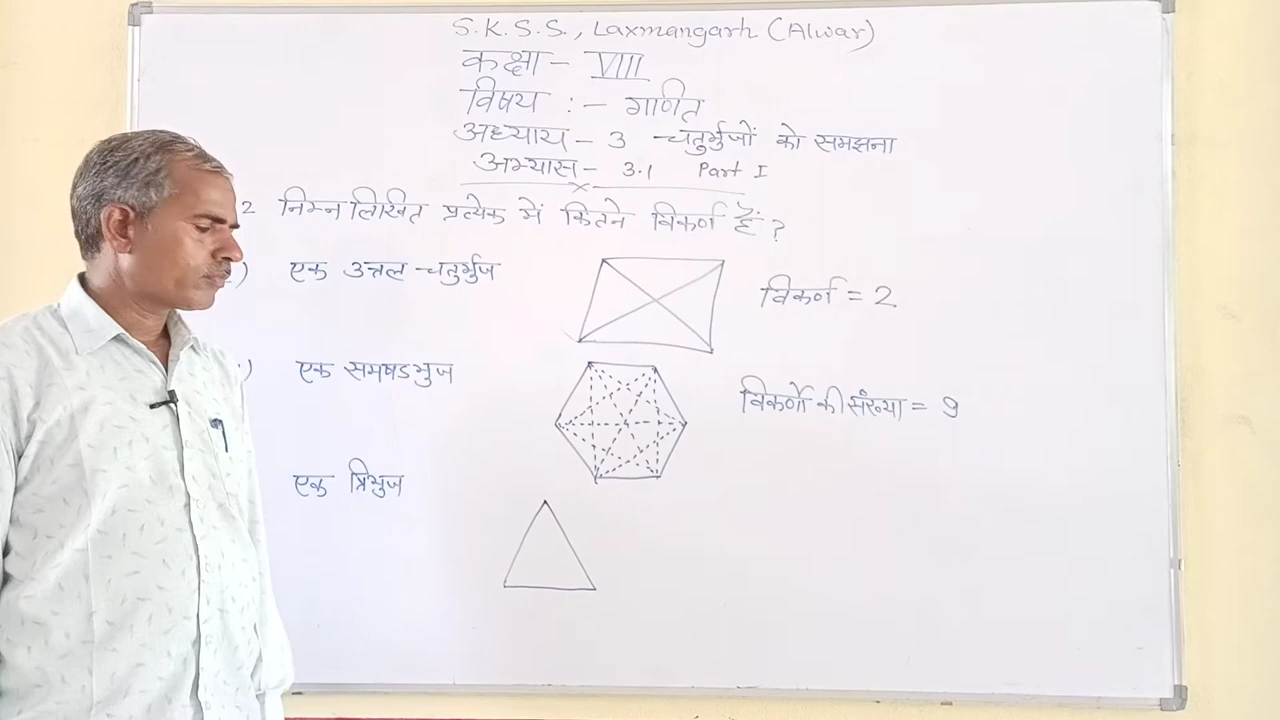 S.K.S.S., Laxmangarh (Alwar)
कक्षा - VIII
विषय :- गणित
अध्याय - 3 चतुर्भुजों को समझना
अभ्यास - 3.1 Part I
2 निम्नलिखित प्रत्येक में कितने विकर्ण हैं ?
) एक उत्तल चतुर्भुज विकर्ण = 2
) एक समषडभुज विकर्णो की संख्या = 9
एक त्रिभुज